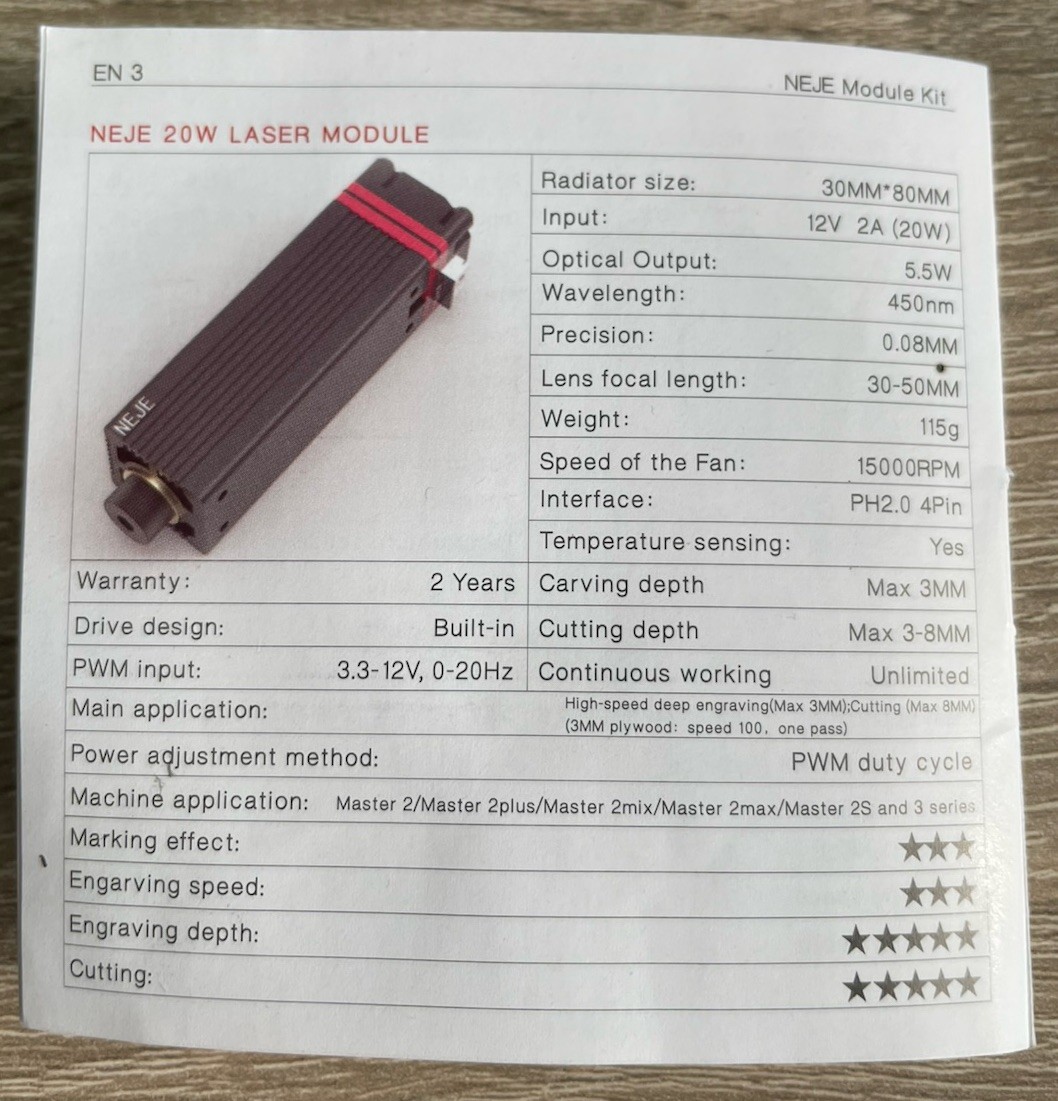 EN 3
NEJE Module Kit
NEJE 20W LASER MODULE
NEJE
Radiator size: 30MM*80MM
Input: 12V 2A (20W)
Optical Output: 5.5W
Wavelength: 450nm
Precision: 0.08MM
Lens focal length: 30-50MM
Weight: 115g
Speed of the Fan: 15000RPM
Interface: PH2.0 4Pin
Temperature sensing: Yes
Warranty: 2 Years
Carving depth Max 3MM
Drive design: Built-in
Cutting depth Max 3-8MM
PWM input: 3.3-12V, 0-20Hz
Continuous working Unlimited
Main application: High-speed deep engraving(Max 3MM);Cutting (Max 8MM)
(3MM plywood: speed 100, one pass)
Power adjustment method: PWM duty cycle
Machine application: Master 2/Master 2plus/Master 2mix/Master 2max/Master 2S and 3 series
Marking effect: ★★★
Engarving speed: ★★★
Engraving depth: ★★★★★
Cutting: ★★★★★